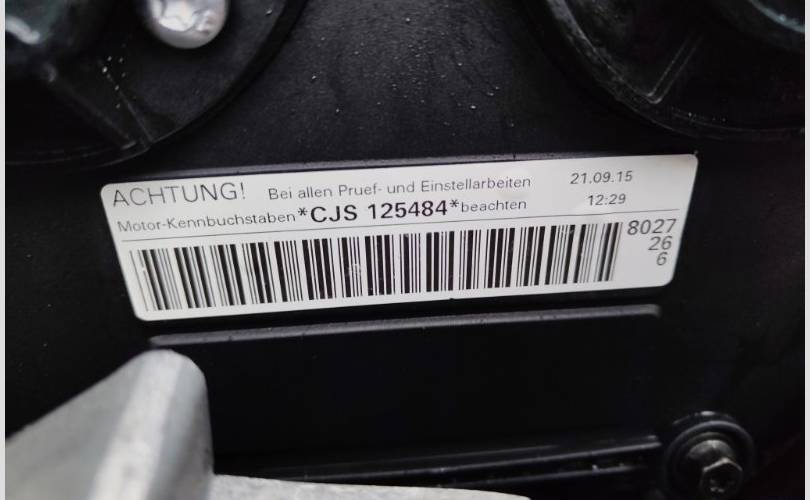 ACHTUNG! Bei allen Pruef- und Einstellarbeiten 21.09.15
Motor-Kennbuchstaben*CJS 125484*beachten 12:29
8027
26
6